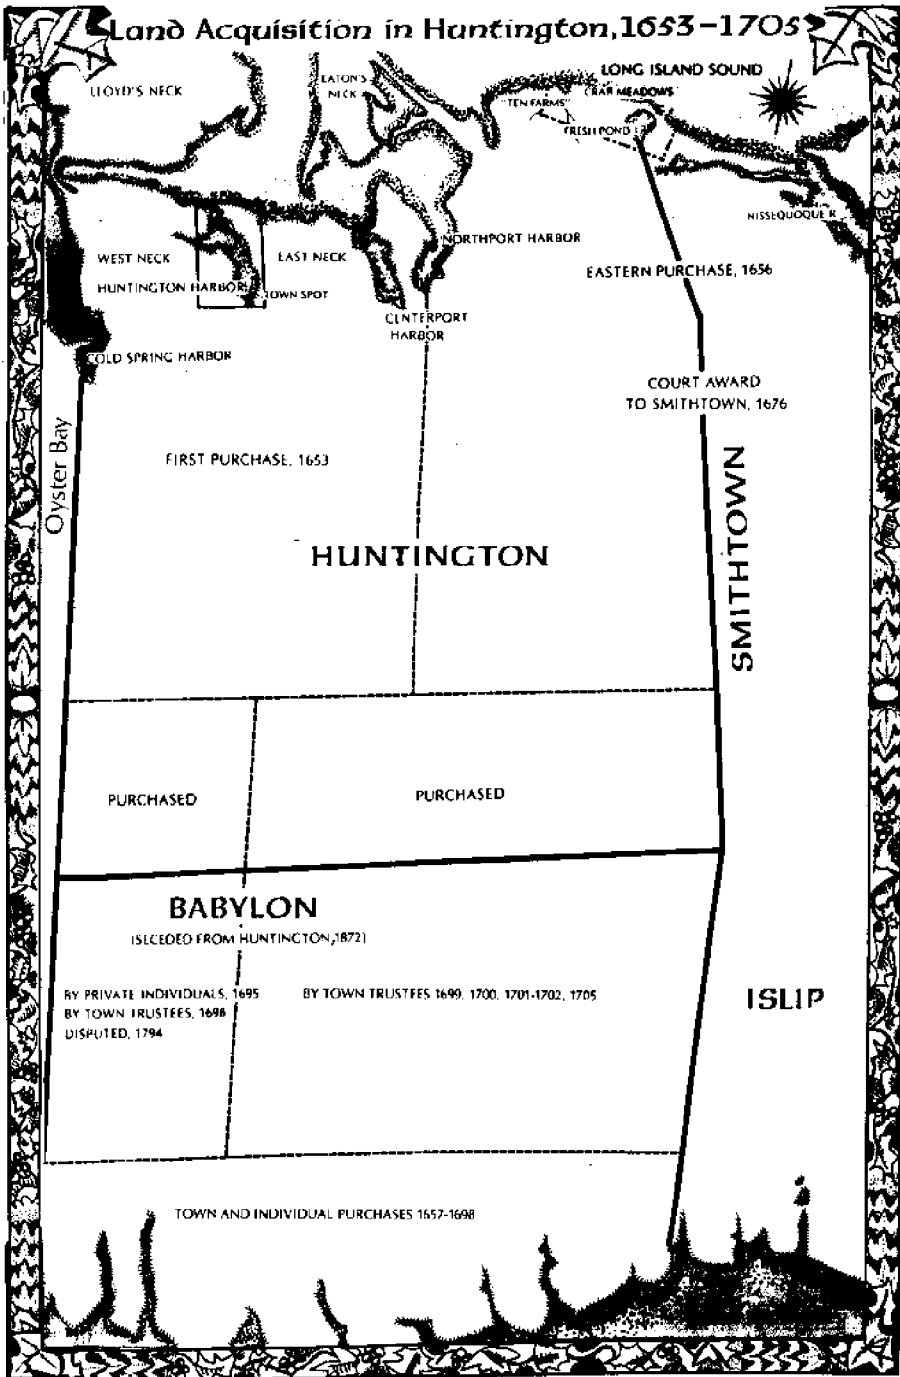 Land Acquisition in Huntington, 1653–1705
LONG ISLAND SOUND
LLOYD'S NECK
EATON'S
NECK
"TEN FARMS"
CRAB MEADOWS
FRESH POND
NISSEQUOQUE R.
WEST NECK
EAST NECK
NORTHPORT HARBOR
HUNTINGTON HARBOR
TOWN SPOT
EASTERN PURCHASE, 1656
CENTERPORT
HARBOR
COLD SPRING HARBOR
COURT AWARD
TO SMITHTOWN, 1676
Oyster Bay
FIRST PURCHASE, 1653
HUNTINGTON
SMITHTOWN
PURCHASED
PURCHASED
BABYLON
(SECEDED FROM HUNTINGTON, 1872)
BY PRIVATE INDIVIDUALS, 1695
BY TOWN TRUSTEES, 1698
DISPUTED, 1794
BY TOWN TRUSTEES 1699, 1700, 1701-1702, 1705
ISLIP
TOWN AND INDIVIDUAL PURCHASES 1657-1698